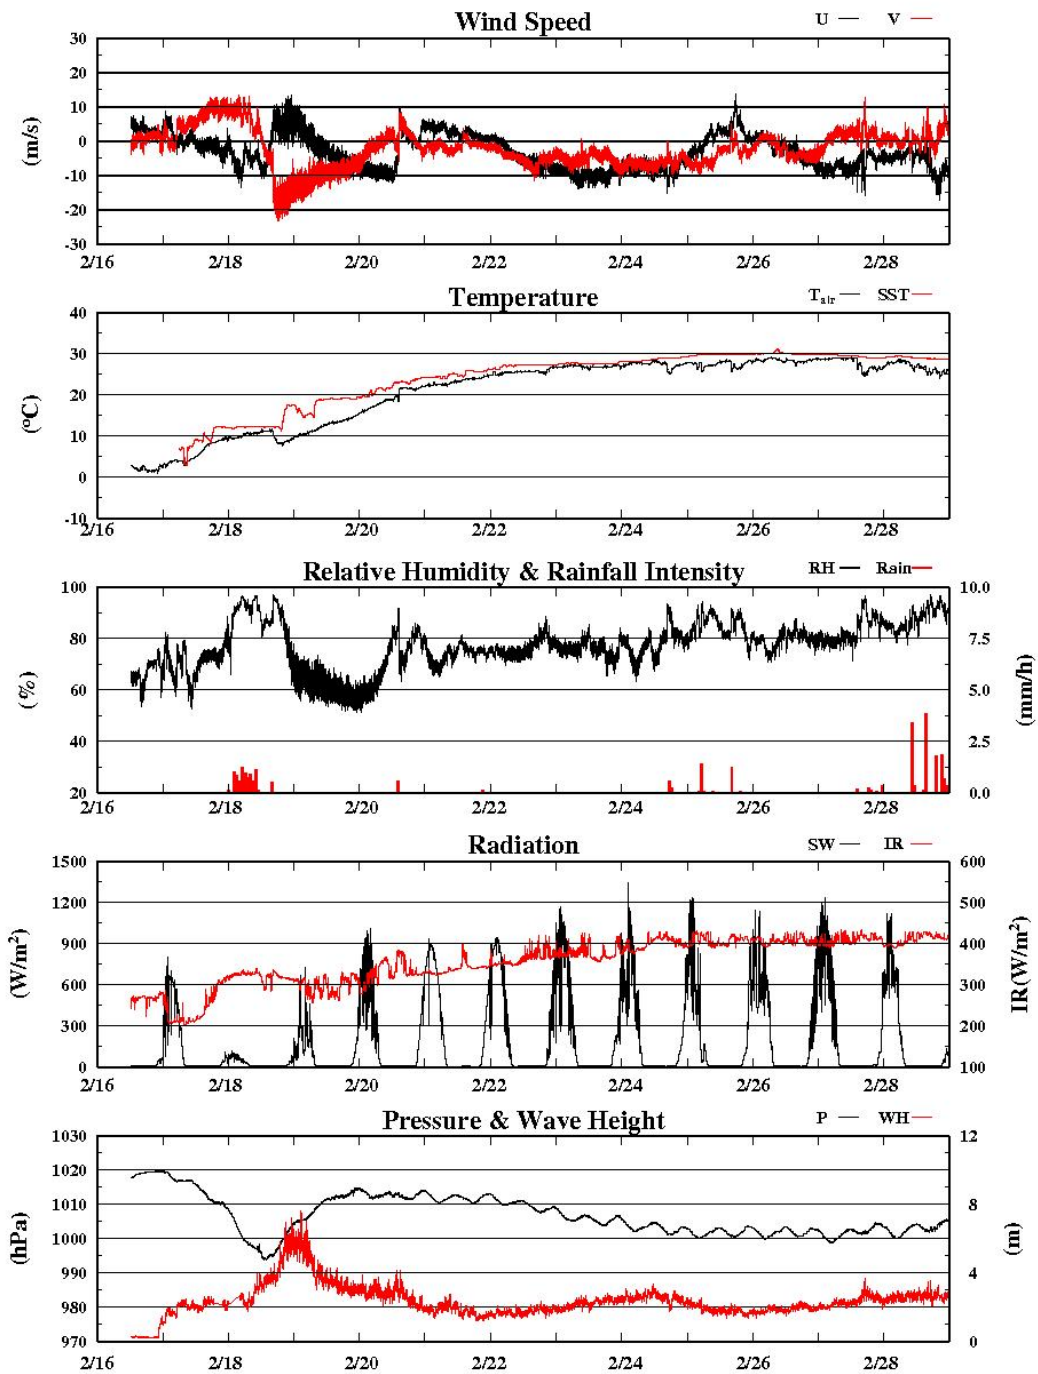 Wind Speed U V
30
20
10
0
-10
-20
-30
(m/s)
2/16 2/18 2/20 2/22 2/24 2/26 2/28
Temperature Tair SST
40
30
20
10
0
-10
(°C)
2/16 2/18 2/20 2/22 2/24 2/26 2/28
Relative Humidity & Rainfall Intensity RH Rain
100 10.0
80 7.5
60 5.0
40 2.5
20 0.0
(%) (mm/h)
2/16 2/18 2/20 2/22 2/24 2/26 2/28
Radiation SW IR
1500 600
1200 500
900 400
600 300
300 200
0 100
(W/m²) IR(W/m²)
2/16 2/18 2/20 2/22 2/24 2/26 2/28
Pressure & Wave Height P WH
1030 12
1020
1010 8
1000
990 4
980
970 0
(hPa) (m)
2/16 2/18 2/20 2/22 2/24 2/26 2/28